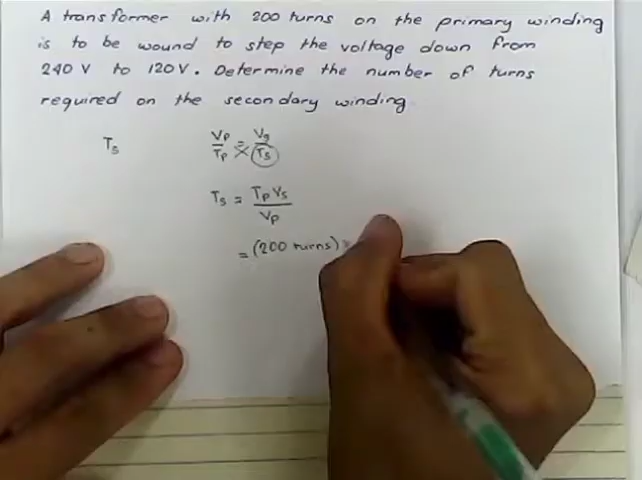 A transformer with 200 turns on the primary winding
is to be wound to step the voltage down from
240 V to 120 V. Determine the number of turns
required on the secondary winding
Ts Vp/Tp = Vs/Ts
Ts = Tp Vs / Vp
= (200 turns)